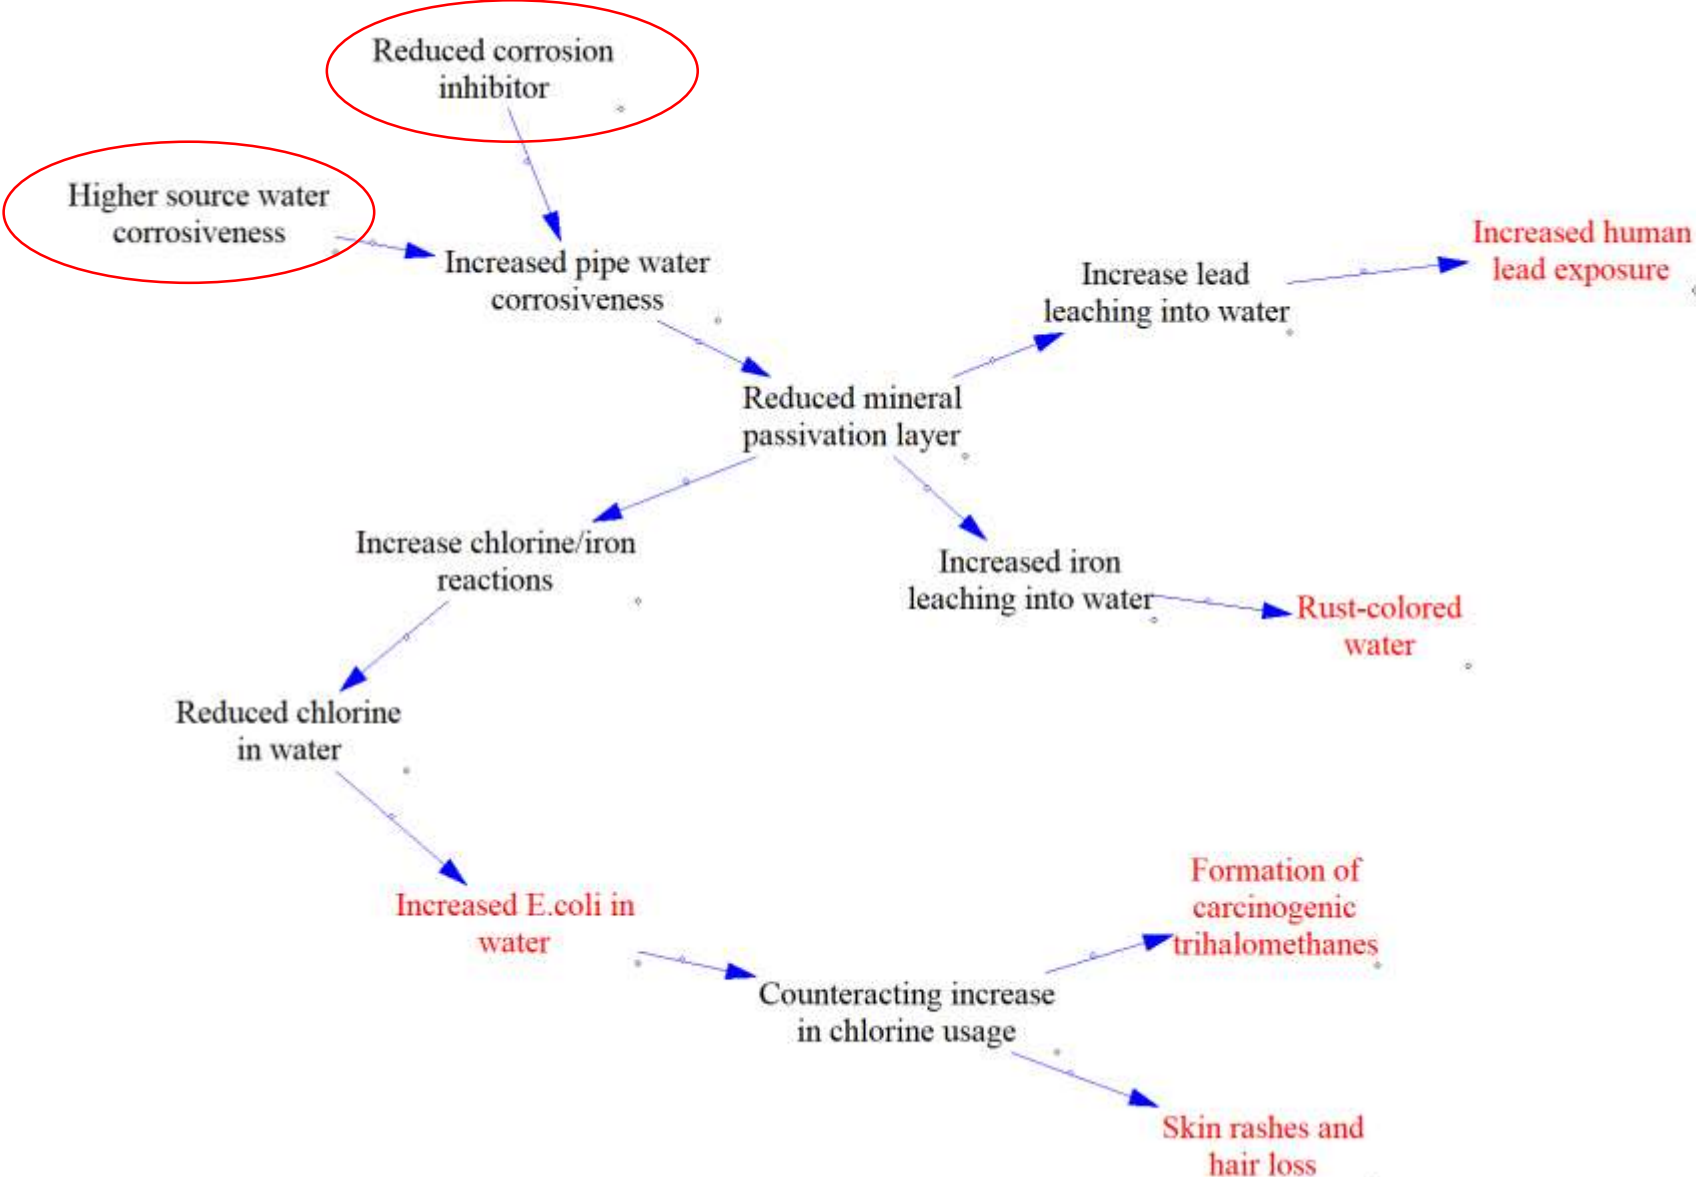 Reduced corrosion
inhibitor
Higher source water
corrosiveness
Increased pipe water
corrosiveness
Increase lead
leaching into water
Increased human
lead exposure
Reduced mineral
passivation layer
Increase chlorine/iron
reactions
Increased iron
leaching into water
Rust-colored
water
Reduced chlorine
in water
Increased E.coli in
water
Formation of
carcinogenic
trihalomethanes
Counteracting increase
in chlorine usage
Skin rashes and
hair loss